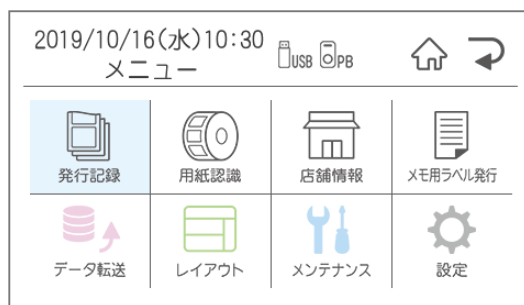 2019/10/16(水)10:30
メニュー
USB PB
発行記録 用紙認識 店舗情報 メモ用ラベル発行
データ転送 レイアウト メンテナンス 設定